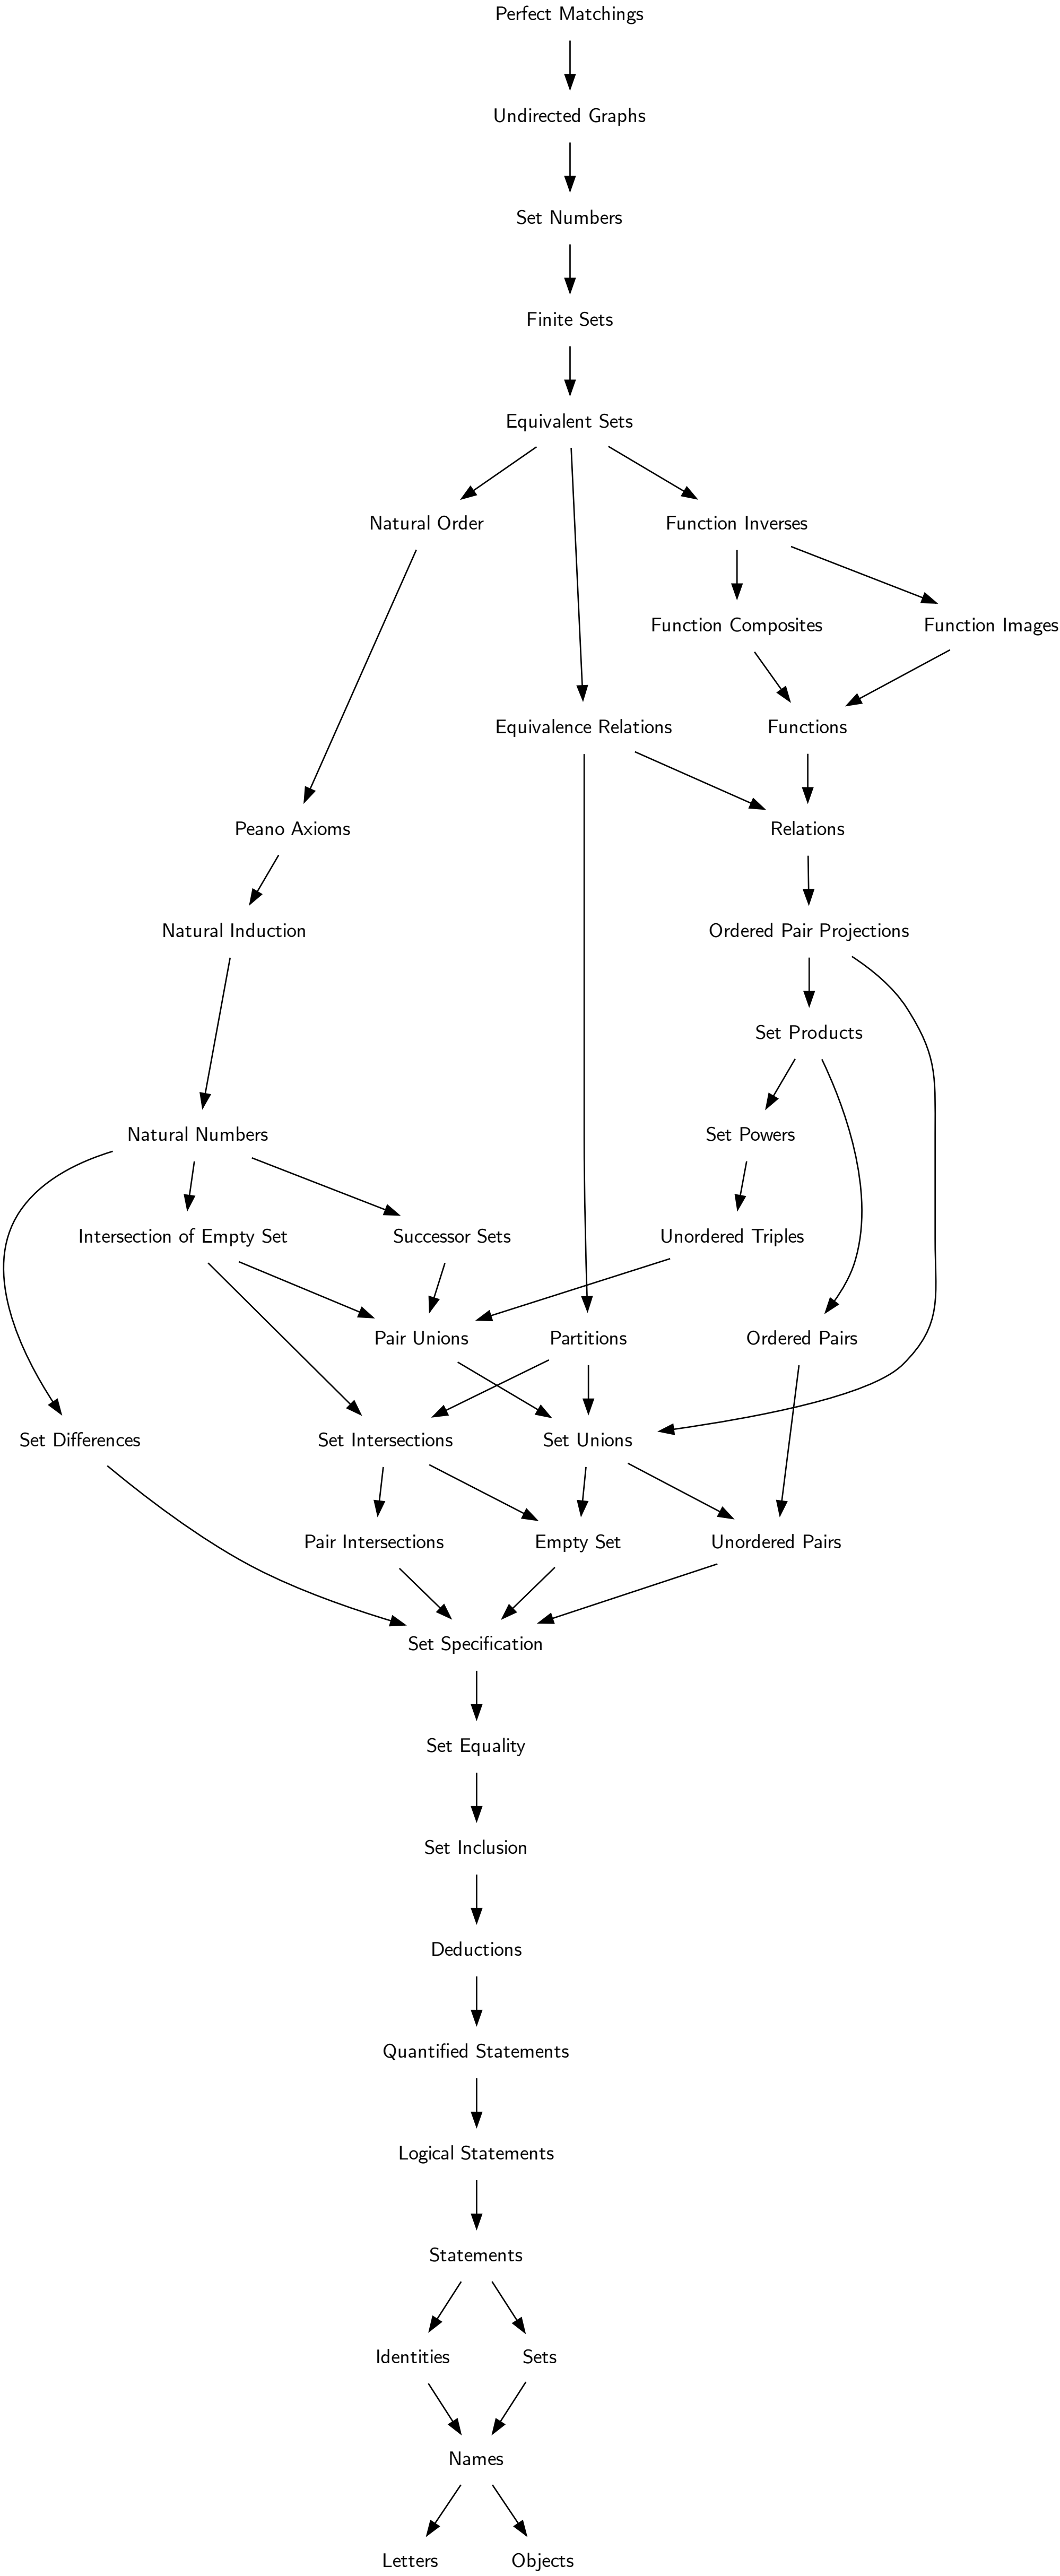 Perfect Matchings
Undirected Graphs
Set Numbers
Finite Sets
Equivalent Sets
Natural Order
Function Inverses
Function Composites
Function Images
Equivalence Relations
Functions
Peano Axioms
Relations
Natural Induction
Ordered Pair Projections
Set Products
Natural Numbers
Set Powers
Intersection of Empty Set
Successor Sets
Unordered Triples
Pair Unions
Partitions
Ordered Pairs
Set Differences
Set Intersections
Set Unions
Pair Intersections
Empty Set
Unordered Pairs
Set Specification
Set Equality
Set Inclusion
Deductions
Quantified Statements
Logical Statements
Statements
Identities
Sets
Names
Letters
Objects